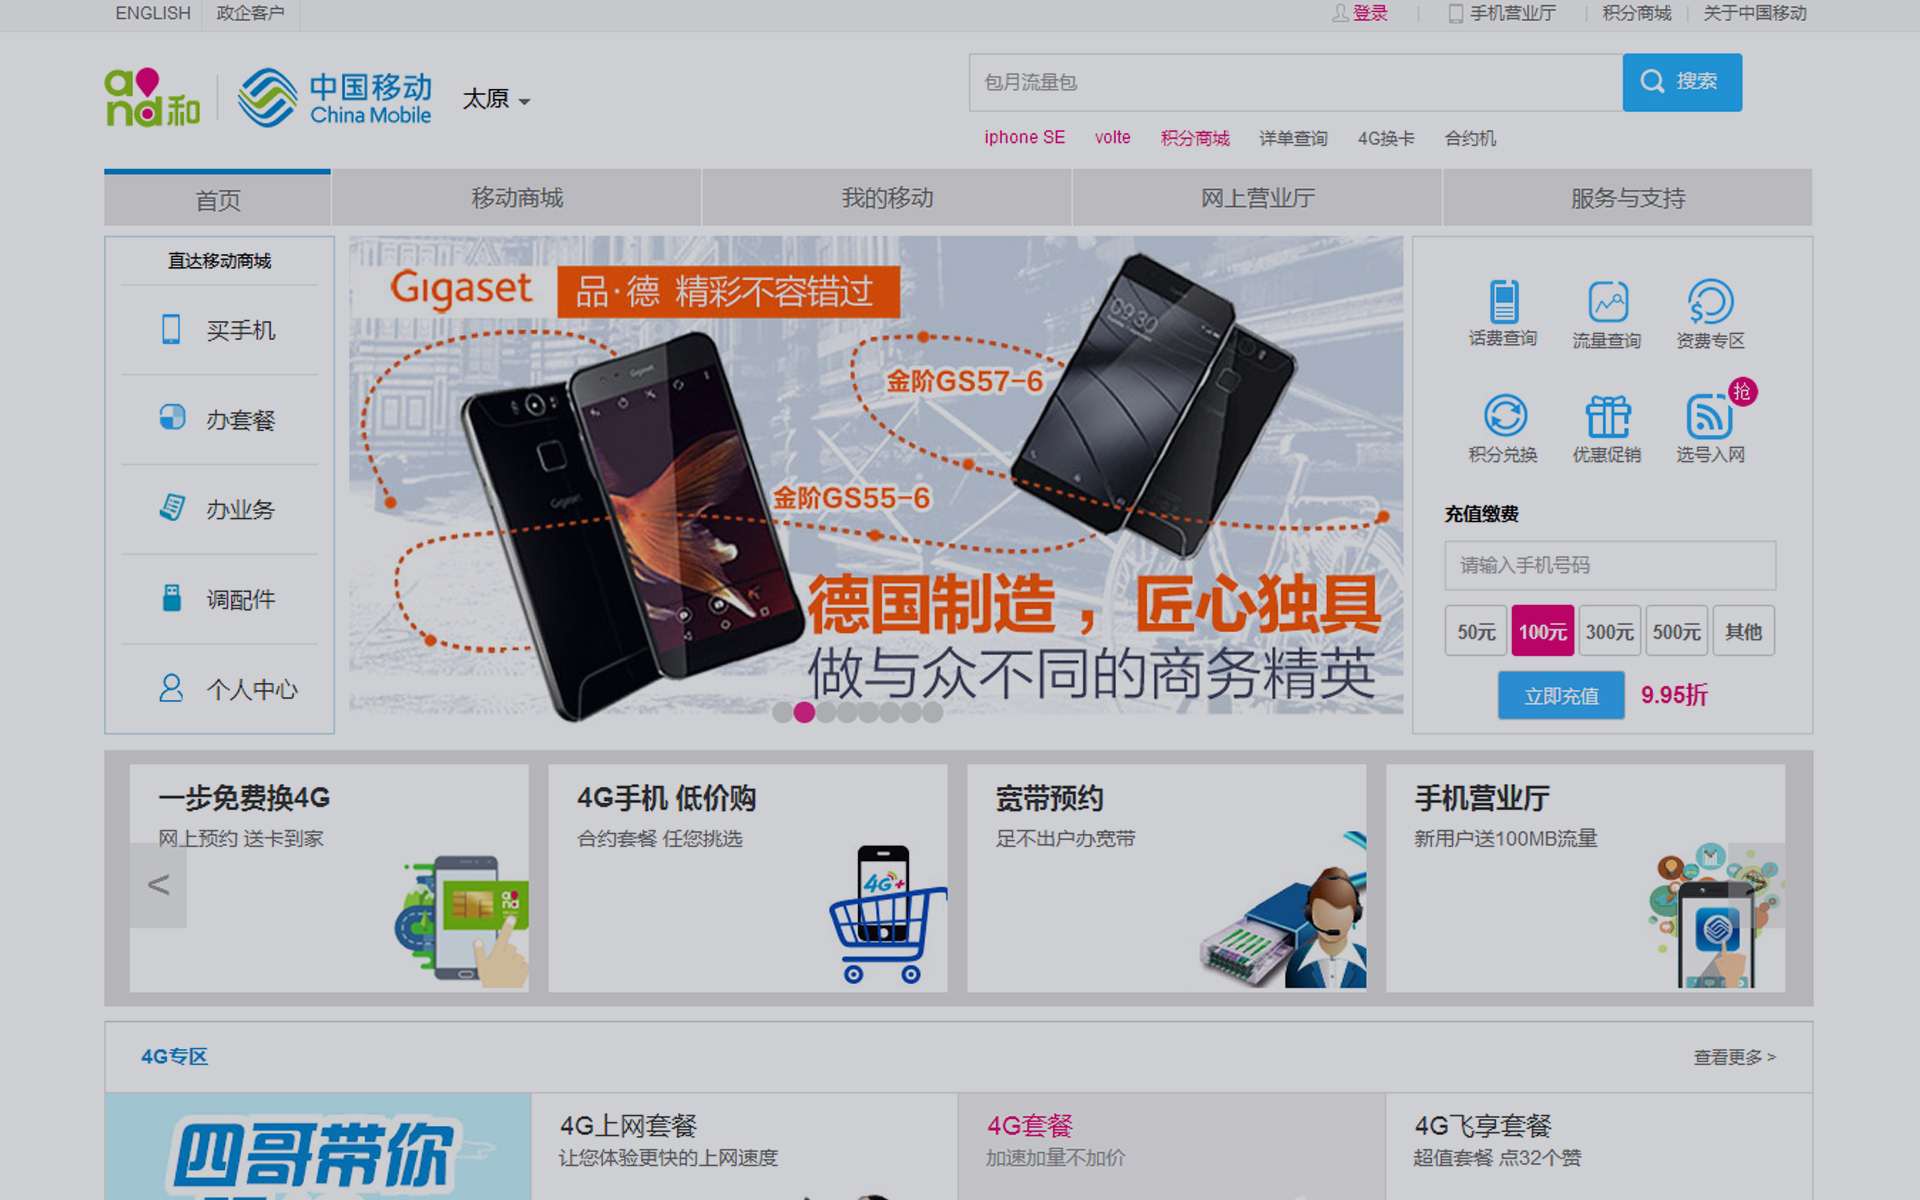 ENGLISH 政企客户 登录 手机营业厅 积分商城 关于中国移动
and和 中国移动 China Mobile 太原
包月流量包 搜索
iphone SE volte 积分商城 详单查询 4G换卡 合约机
首页 移动商城 我的移动 网上营业厅 服务与支持
直达移动商城
买手机
办套餐
办业务
调配件
个人中心
Gigaset 品·德 精彩不容错过
金阶GS57-6
金阶GS55-6
德国制造，匠心独具
做与众不同的商务精英
话费查询 流量查询 资费专区
抢
积分兑换 优惠促销 选号入网
充值缴费
请输入手机号码
50元 100元 300元 500元 其他
立即充值 9.95折
一步免费换4G
网上预约 送卡到家
4G手机 低价购
合约套餐 任您挑选
4G+
宽带预约
足不出户办宽带
手机营业厅
新用户送100MB流量
<
4G专区 查看更多 >
四哥带你
4G上网套餐
让您体验更快的上网速度
4G套餐
加速加量不加价
4G飞享套餐
超值套餐 点32个赞